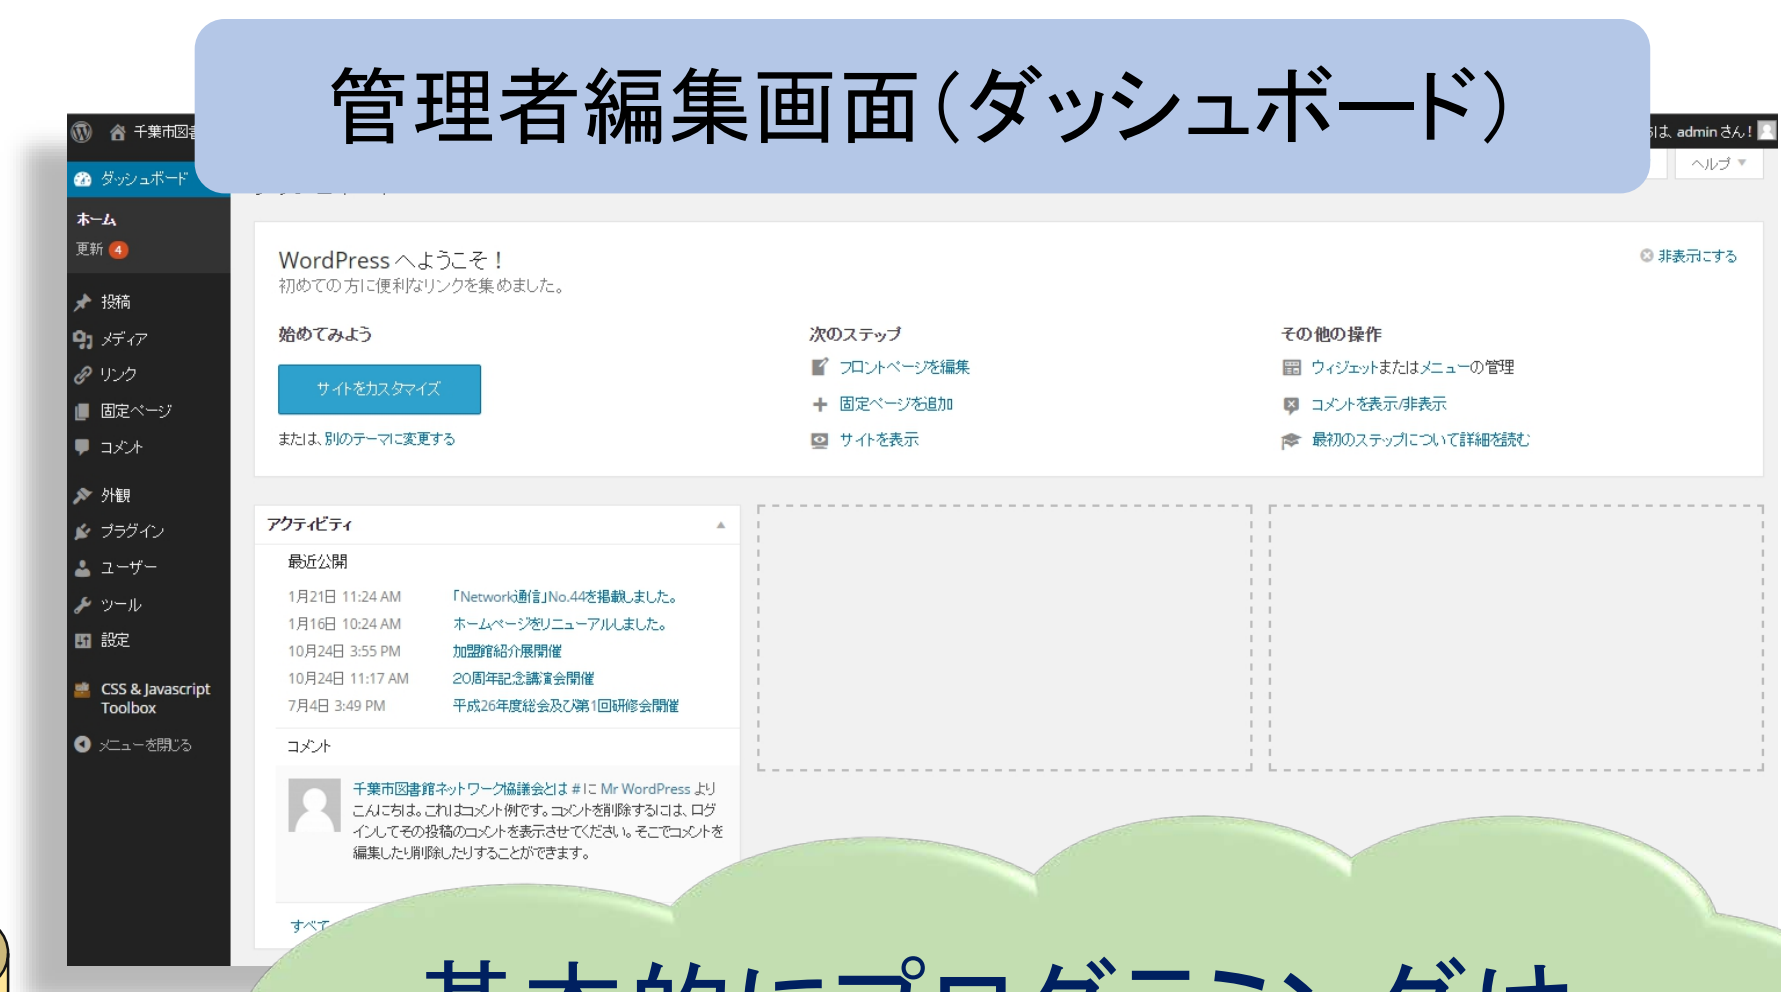 管理者編集画面（ダッシュボード）
千葉市図書
は、admin さん！
ヘルプ
ダッシュボード
ホーム
更新 4
投稿
メディア
リンク
固定ページ
コメント
外観
プラグイン
ユーザー
ツール
設定
CSS & Javascript
Toolbox
メニューを閉じる
WordPress へようこそ！
初めての方に便利なリンクを集めました。
非表示にする
始めてみよう
サイトをカスタマイズ
または、別のテーマに変更する
次のステップ
フロントページを編集
固定ページを追加
サイトを表示
その他の操作
ウィジェットまたはメニューの管理
コメントを表示/非表示
最初のステップについて詳細を読む
アクティビティ
最近公開
1月21日 11:24 AM 「Network通信」No.44を掲載しました。
1月16日 10:24 AM ホームページをリニューアルしました。
10月24日 3:55 PM 加盟館紹介展開催
10月24日 11:17 AM 20周年記念講演会開催
7月4日 3:49 PM 平成26年度総会及び第1回研修会開催
コメント
千葉市図書館ネットワーク協議会とは # に Mr WordPress より
こんにちは。これはコメント例です。コメントを削除するには、ログ
インしてその投稿のコメントを表示させてください。そこでコメントを
編集したり削除したりすることができます。
すべて
基本的にプログラミングは